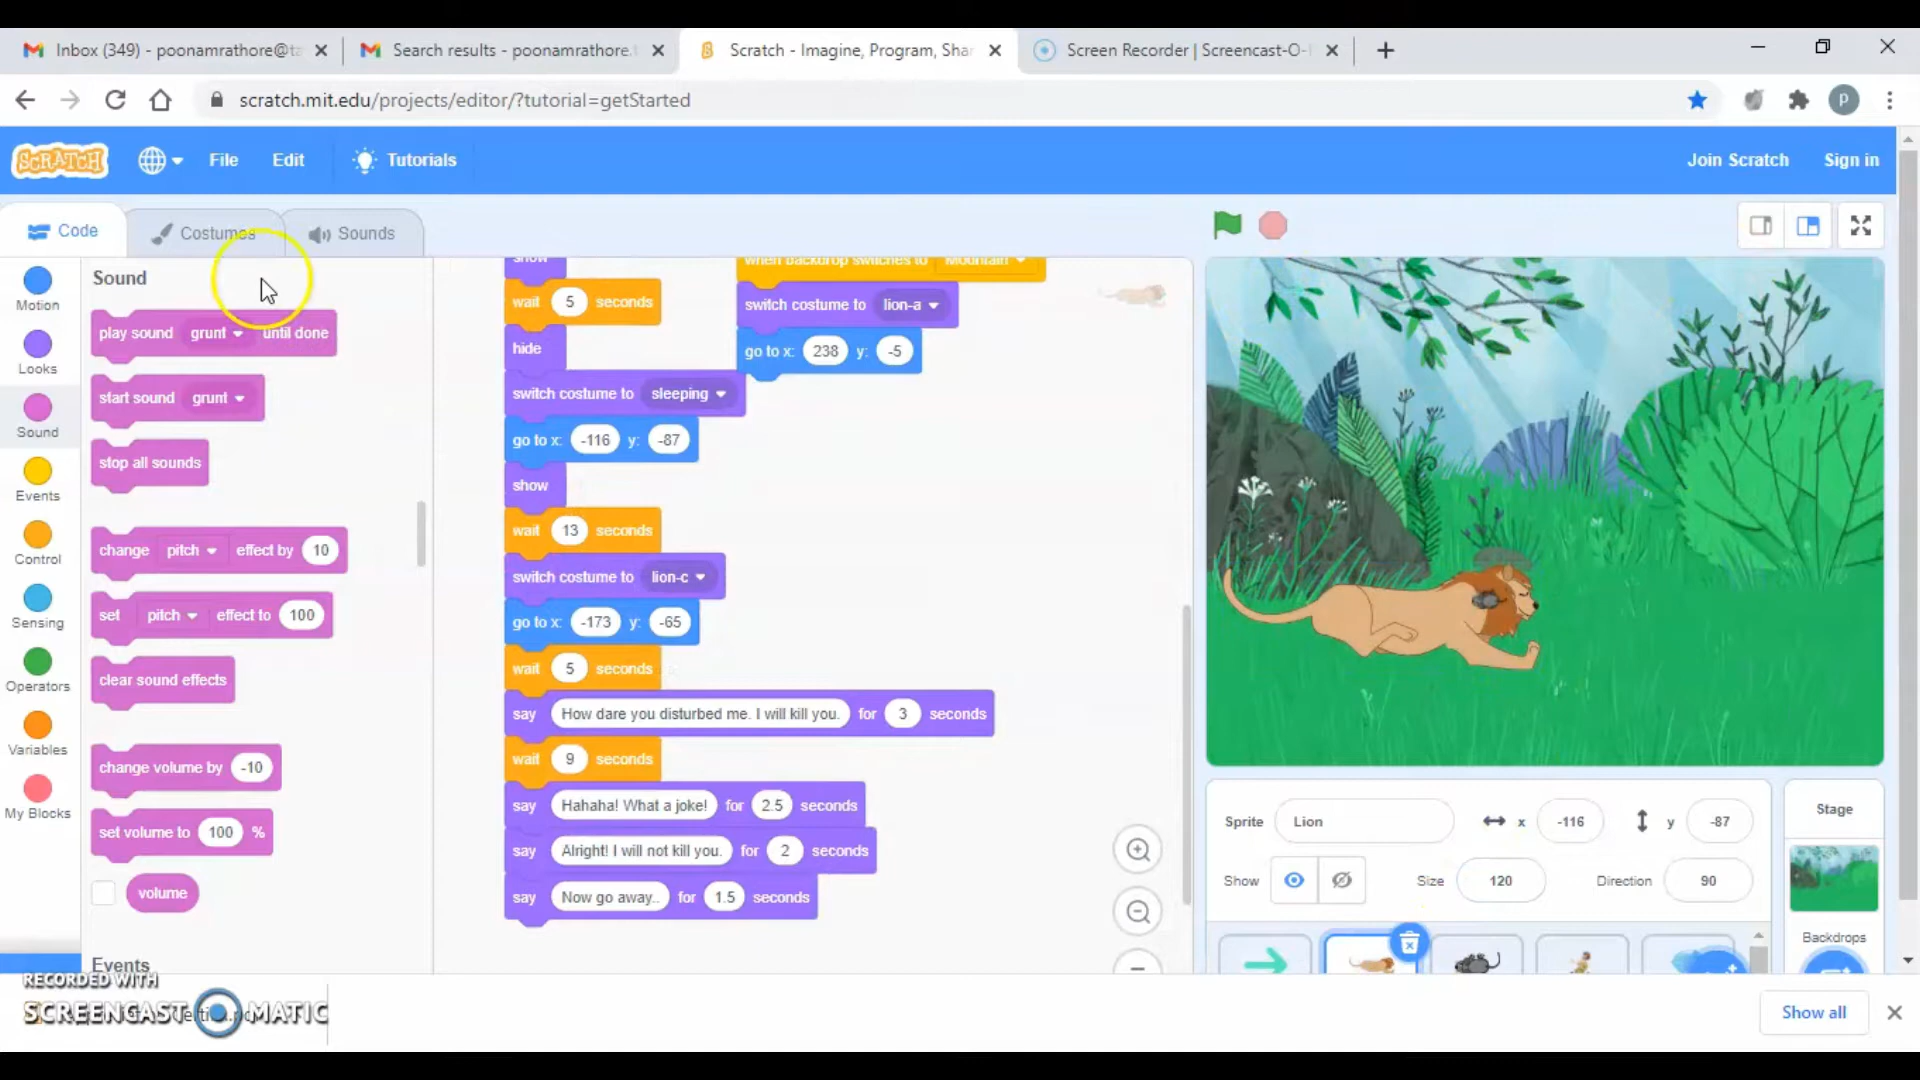 Inbox (349) - poonamrathore@ta
Search results - poonamrathore.t
Scratch - Imagine, Program, Shar
Screen Recorder | Screencast-O-
scratch.mit.edu/projects/editor/?tutorial=getStarted
P
SCRATCH
File
Edit
Tutorials
Join Scratch
Sign in
Code
Costumes
Sounds
Motion
Looks
Sound
Events
Control
Sensing
Operators
Variables
My Blocks
Sound
play sound grunt until done
start sound grunt
stop all sounds
change pitch effect by 10
set pitch effect to 100
clear sound effects
change volume by -10
set volume to 100 %
volume
Events
show
wait 5 seconds
hide
switch costume to sleeping
go to x: -116 y: -87
show
wait 13 seconds
switch costume to lion-c
go to x: -173 y: -65
wait 5 seconds
say How dare you disturbed me. I will kill you. for 3 seconds
wait 9 seconds
say Hahaha! What a joke! for 2.5 seconds
say Alright! I will not kill you. for 2 seconds
say Now go away.. for 1.5 seconds
when backdrop switches to Mountain
switch costume to lion-a
go to x: 238 y: -5
Sprite Lion x -116 y -87
Show Size 120 Direction 90
Stage
Backdrops
RECORDED WITH
SCREENCAST MATIC
Show all